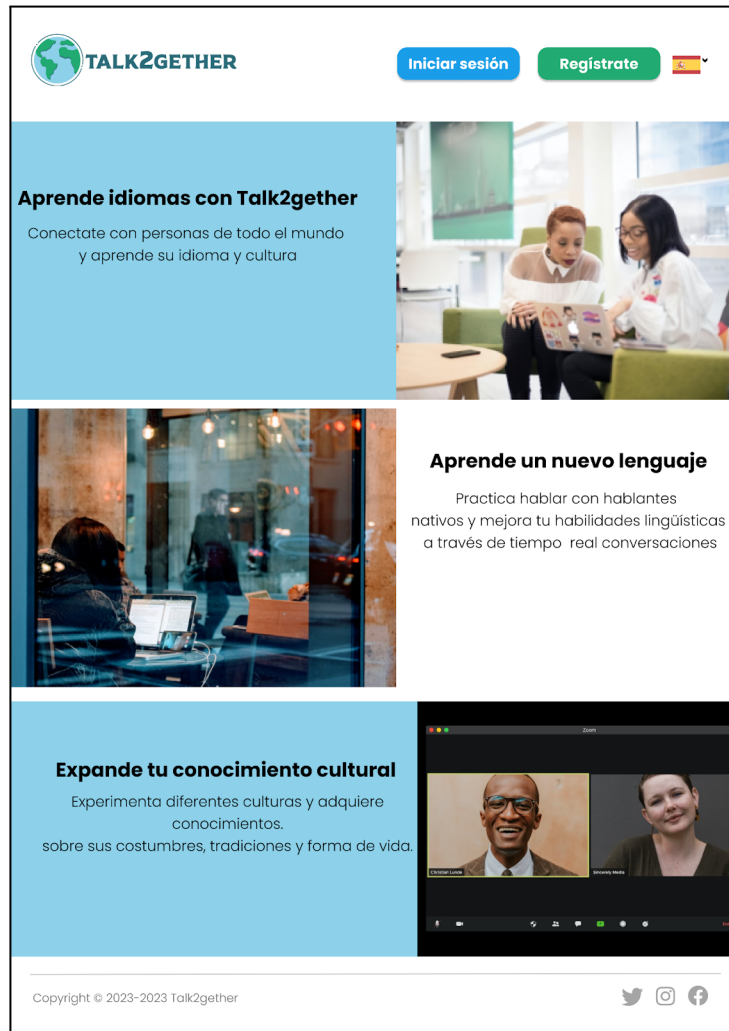 TALK2GETHER
Iniciar sesión
Regístrate
Aprende idiomas con Talk2gether
Conectate con personas de todo el mundo
y aprende su idioma y cultura
Aprende un nuevo lenguaje
Practica hablar con hablantes
nativos y mejora tu habilidades lingüísticas
a través de tiempo real conversaciones
Expande tu conocimiento cultural
Experimenta diferentes culturas y adquiere
conocimientos.
sobre sus costumbres, tradiciones y forma de vida.
Zoom
Christian Lunde
Sincerely Media
Copyright © 2023-2023 Talk2gether